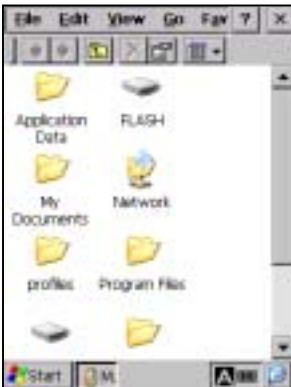 File Edit View Go Fav ? ×
Application Data FLASH
My Documents Network
profiles Program Files
Start M
A